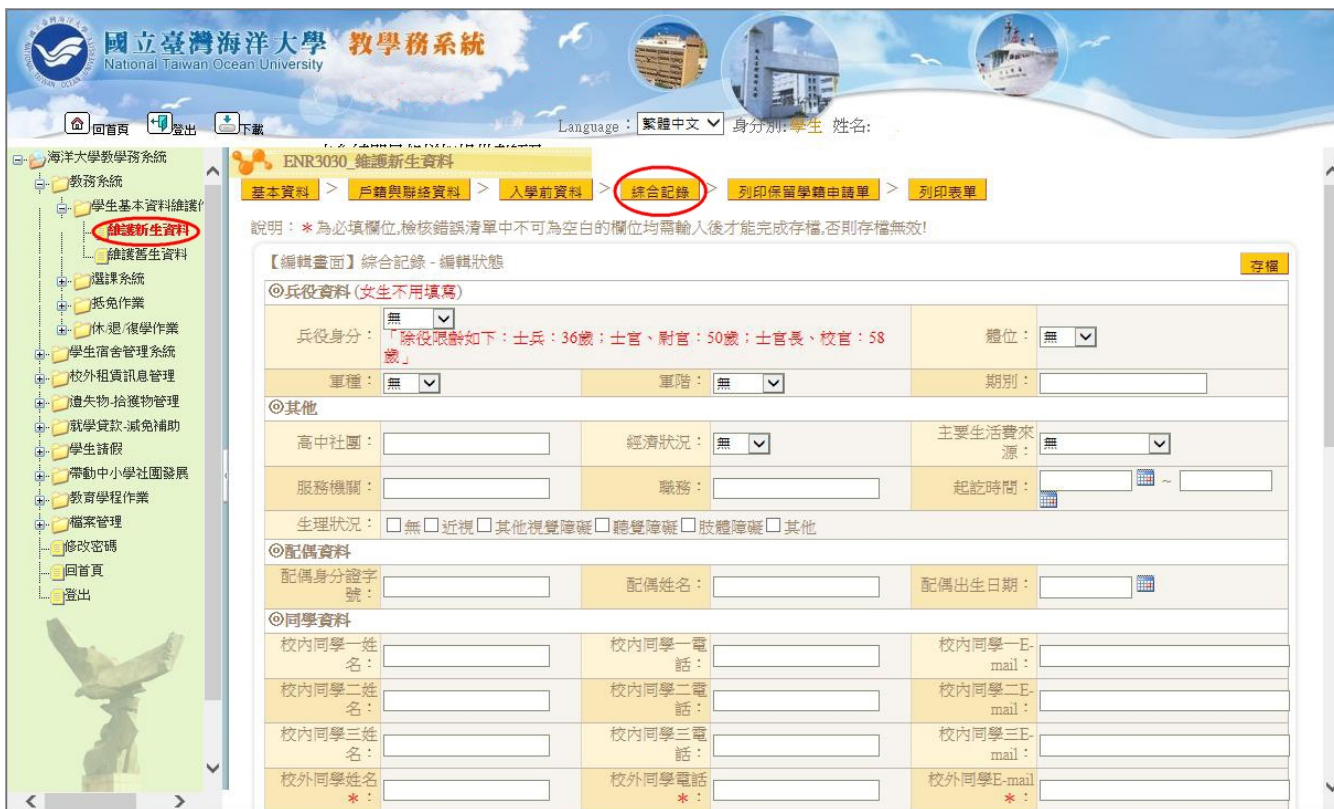 國立臺灣海洋大學 教學務系統
National Taiwan Ocean University
回首頁 登出 下載
Language：繁體中文 身分別:學生 姓名:
海洋大學教學務系統
教務系統
學生基本資料維護作
維護新生資料
維護舊生資料
選課系統
抵免作業
休.退.復學作業
學生宿舍管理系統
校外租賃訊息管理
遺失物-拾獲物管理
就學貸款-減免補助
學生請假
帶動中小學社團發展
教育學程作業
檔案管理
修改密碼
回首頁
登出
ENR3030_維護新生資料
基本資料 > 戶籍與聯絡資料 > 入學前資料 > 綜合記錄 > 列印保留學籍申請單 > 列印表單
說明：＊為必填欄位,檢核錯誤清單中不可為空白的欄位均需輸入後才能完成存檔,否則存檔無效!
【編輯畫面】綜合記錄 - 編輯狀態 存檔
◎兵役資料 (女生不用填寫)
兵役身分： 無 體位： 無
「除役限齡如下：士兵：36歲；士官、尉官：50歲；士官長、校官：58
歲」
軍種： 無 軍階： 無 期別：
◎其他
高中社團： 經濟狀況： 無 主要生活費來
源： 無
服務機關： 職務： 起訖時間： ~
生理狀況： 無 近視 其他視覺障礙 聽覺障礙 肢體障礙 其他
◎配偶資料
配偶身分證字
號： 配偶姓名： 配偶出生日期：
◎同學資料
校內同學一姓 校內同學一電 校內同學一E-
名： 話： mail：
校內同學二姓 校內同學二電 校內同學二E-
名： 話： mail：
校內同學三姓 校內同學三電 校內同學三E-
名： 話： mail：
校外同學姓名 校外同學電話 校外同學E-mail
＊： ＊： ＊：